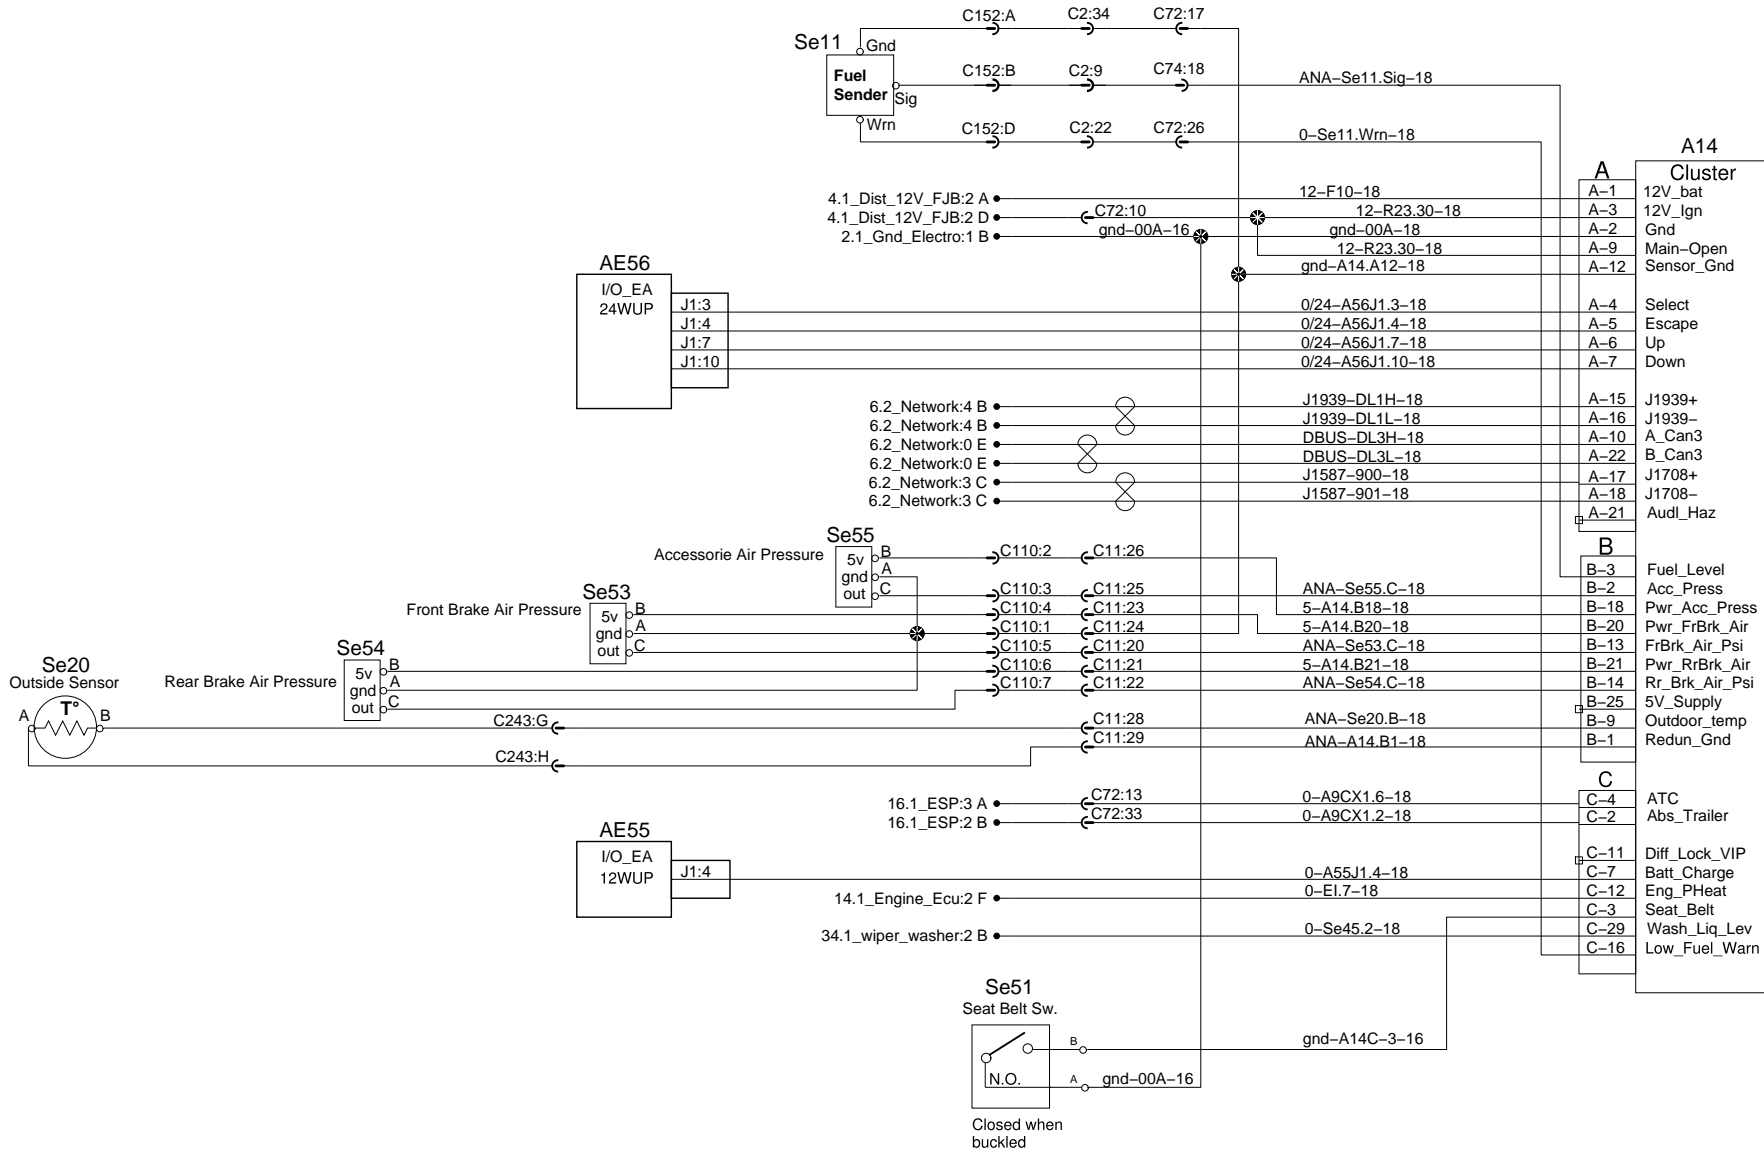 C152:A C2:34 C72:17
Se11 Gnd
Fuel
Sender
Sig
Wrn
C152:B C2:9 C74:18 ANA–Se11.Sig–18
C152:D C2:22 C72:26 0–Se11.Wrn–18
A14
Cluster
A
4.1_Dist_12V_FJB:2 A 12–F10–18 A–1 12V_bat
4.1_Dist_12V_FJB:2 D C72:10 12–R23.30–18 A–3 12V_Ign
2.1_Gnd_Electro:1 B gnd–00A–16 gnd–00A–18 A–2 Gnd
12–R23.30–18 A–9 Main–Open
gnd–A14.A12–18 A–12 Sensor_Gnd
AE56
I/O_EA
24WUP
J1:3 0/24–A56J1.3–18 A–4 Select
J1:4 0/24–A56J1.4–18 A–5 Escape
J1:7 0/24–A56J1.7–18 A–6 Up
J1:10 0/24–A56J1.10–18 A–7 Down
6.2_Network:4 B J1939–DL1H–18 A–15 J1939+
6.2_Network:4 B J1939–DL1L–18 A–16 J1939–
6.2_Network:0 E DBUS–DL3H–18 A–10 A_Can3
6.2_Network:0 E DBUS–DL3L–18 A–22 B_Can3
6.2_Network:3 C J1587–900–18 A–17 J1708+
6.2_Network:3 C J1587–901–18 A–18 J1708–
A–21 Audl_Haz
Se55
Accessorie Air Pressure
5v B
gnd A
out C
B
B–3 Fuel_Level
C110:2 C11:26
C110:3 C11:25 ANA–Se55.C–18 B–2 Acc_Press
Se53
Front Brake Air Pressure
5v B
gnd A
out C
C110:4 C11:23 5–A14.B18–18 B–18 Pwr_Acc_Press
C110:1 C11:24 5–A14.B20–18 B–20 Pwr_FrBrk_Air
C110:5 C11:20 ANA–Se53.C–18 B–13 FrBrk_Air_Psi
Se54
Rear Brake Air Pressure
5v B
gnd A
out C
C110:6 C11:21 5–A14.B21–18 B–21 Pwr_RrBrk_Air
C110:7 C11:22 ANA–Se54.C–18 B–14 Rr_Brk_Air_Psi
B–25 5V_Supply
Se20
Outside Sensor
T°
A B
C243:G C11:28 ANA–Se20.B–18 B–9 Outdoor_temp
C243:H C11:29 ANA–A14.B1–18 B–1 Redun_Gnd
C
16.1_ESP:3 A C72:13 0–A9CX1.6–18 C–4 ATC
16.1_ESP:2 B C72:33 0–A9CX1.2–18 C–2 Abs_Trailer
AE55
I/O_EA
12WUP
C–11 Diff_Lock_VIP
J1:4 0–A55J1.4–18 C–7 Batt_Charge
14.1_Engine_Ecu:2 F 0–EI.7–18 C–12 Eng_PHeat
C–3 Seat_Belt
34.1_wiper_washer:2 B 0–Se45.2–18 C–29 Wash_Liq_Lev
C–16 Low_Fuel_Warn
Se51
Seat Belt Sw.
B gnd–A14C–3–16
N.O. A gnd–00A–16
Closed when
buckled